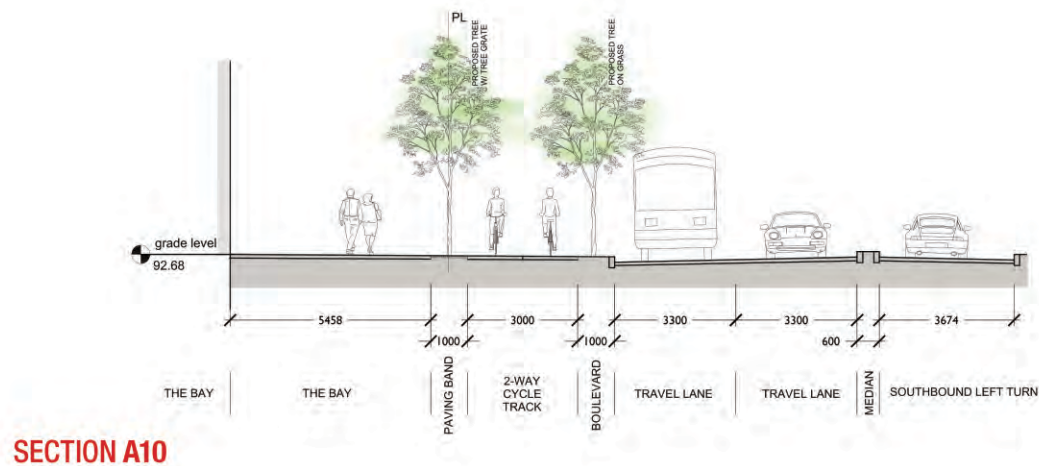 PL
PROPOSED TREE
W/ TREE GRATE
PROPOSED TREE
ON GRASS
grade level
92.68
5458
3000
3300
3300
3674
1000
1000
600
THE BAY
THE BAY
PAVING BAND
2-WAY
CYCLE
TRACK
BOULEVARD
TRAVEL LANE
TRAVEL LANE
MEDIAN
SOUTHBOUND LEFT TURN
SECTION A10